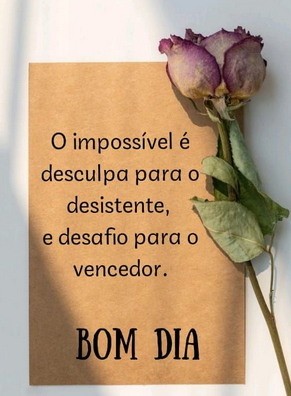 O impossível é
desculpa para o
desistente,
e desafio para o
vencedor.
BOM DIA